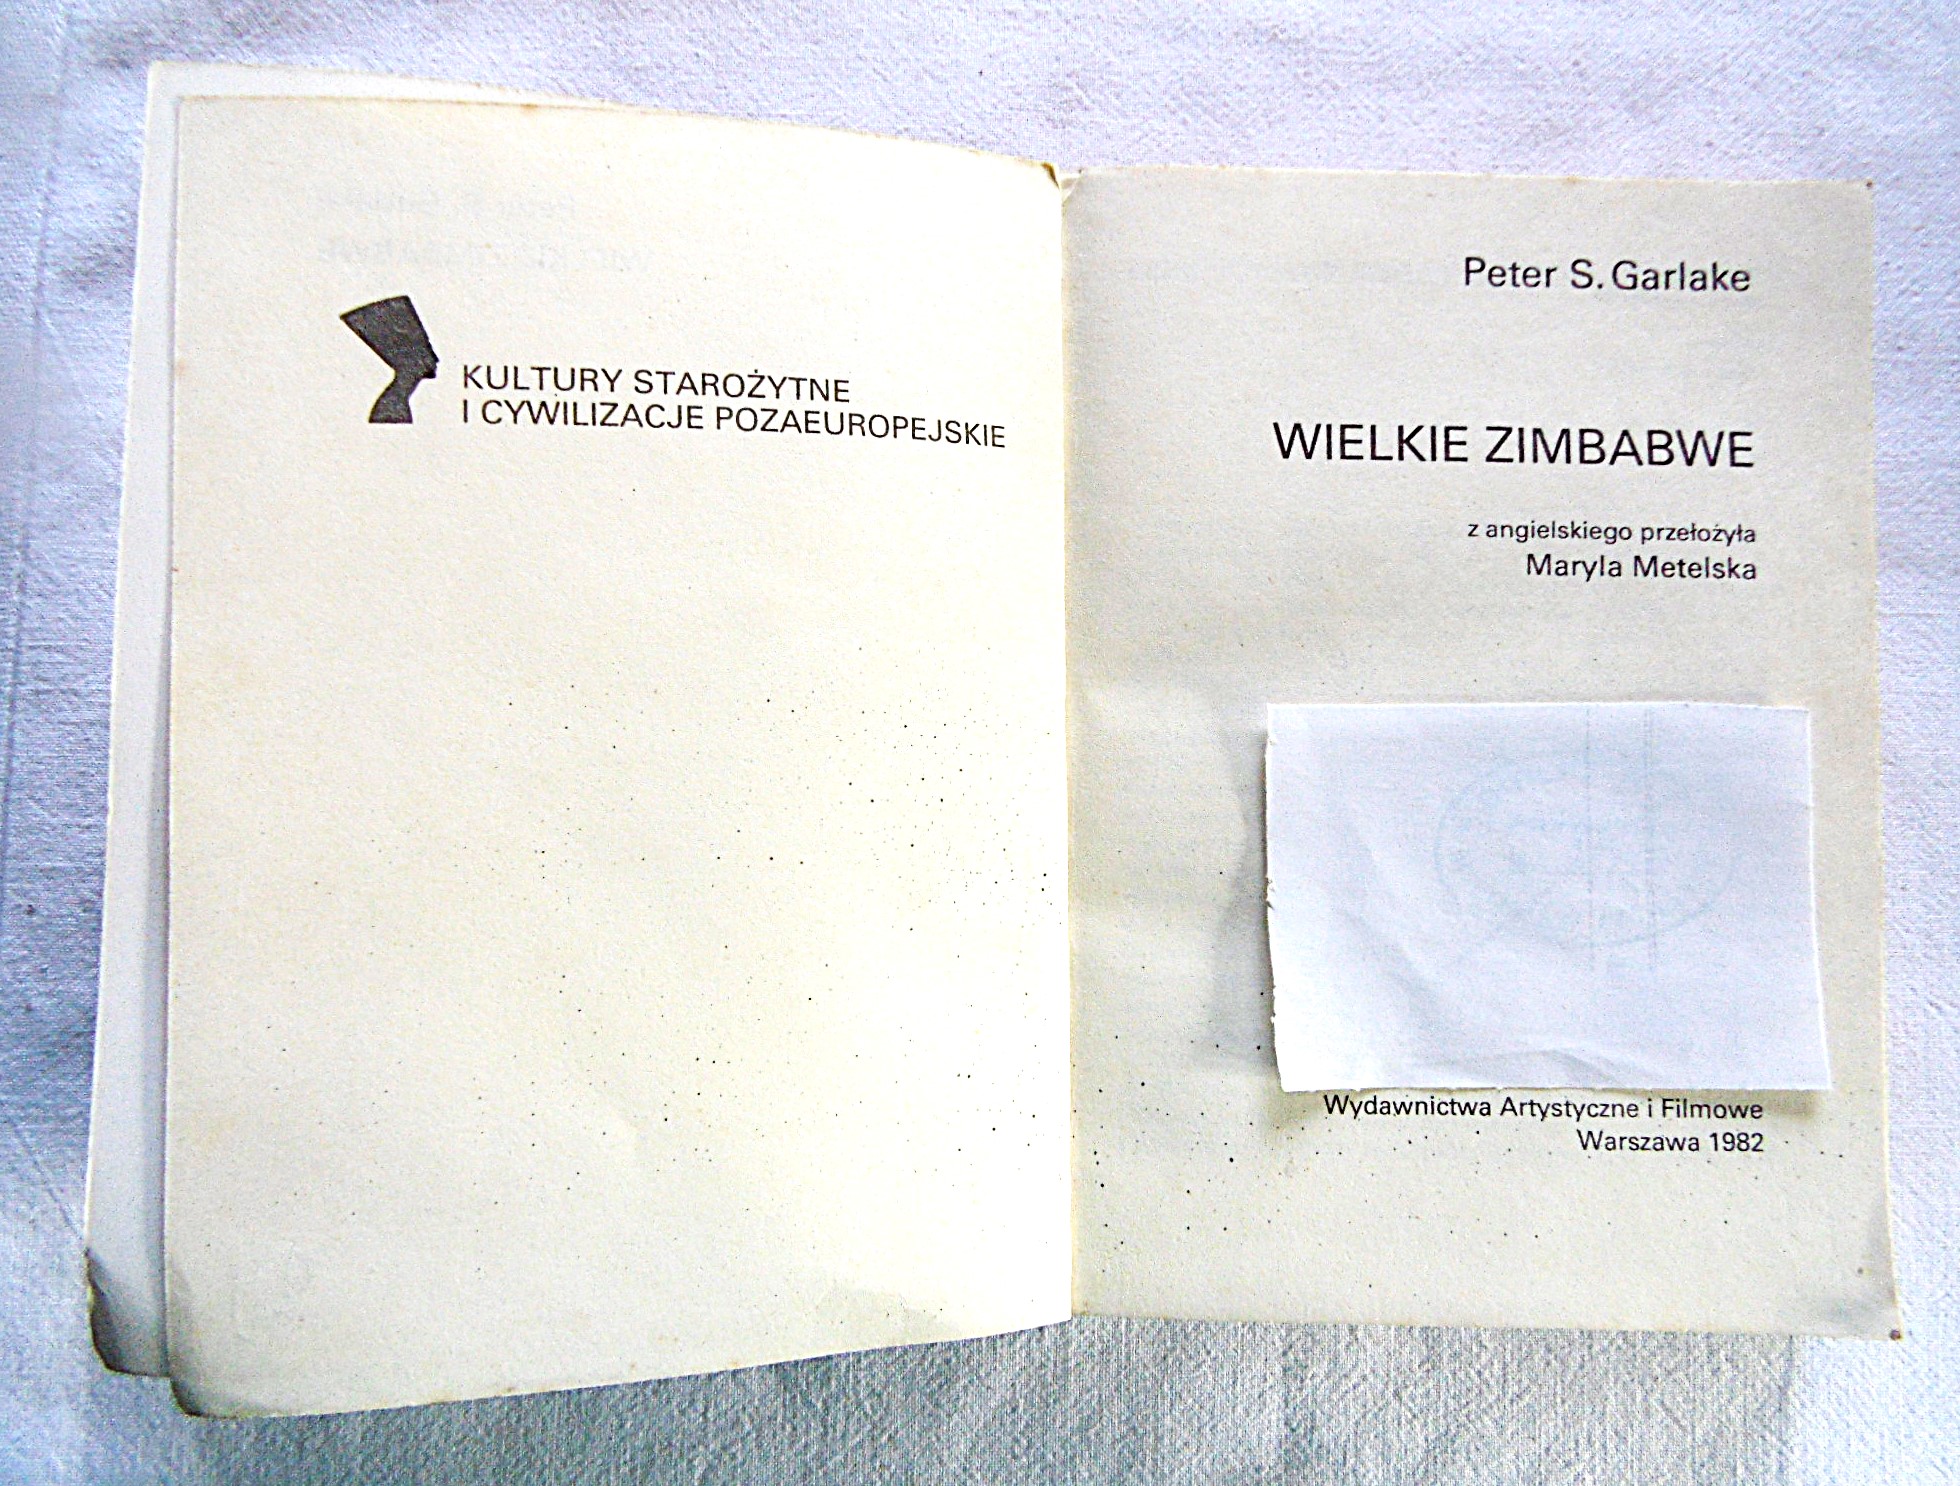 KULTURY STAROŻYTNE
I CYWILIZACJE POZAEUROPEJSKIE
Peter S. Garlake
WIELKIE ZIMBABWE
z angielskiego przełożyła
Maryla Metelska
Wydawnictwa Artystyczne i Filmowe
Warszawa 1982